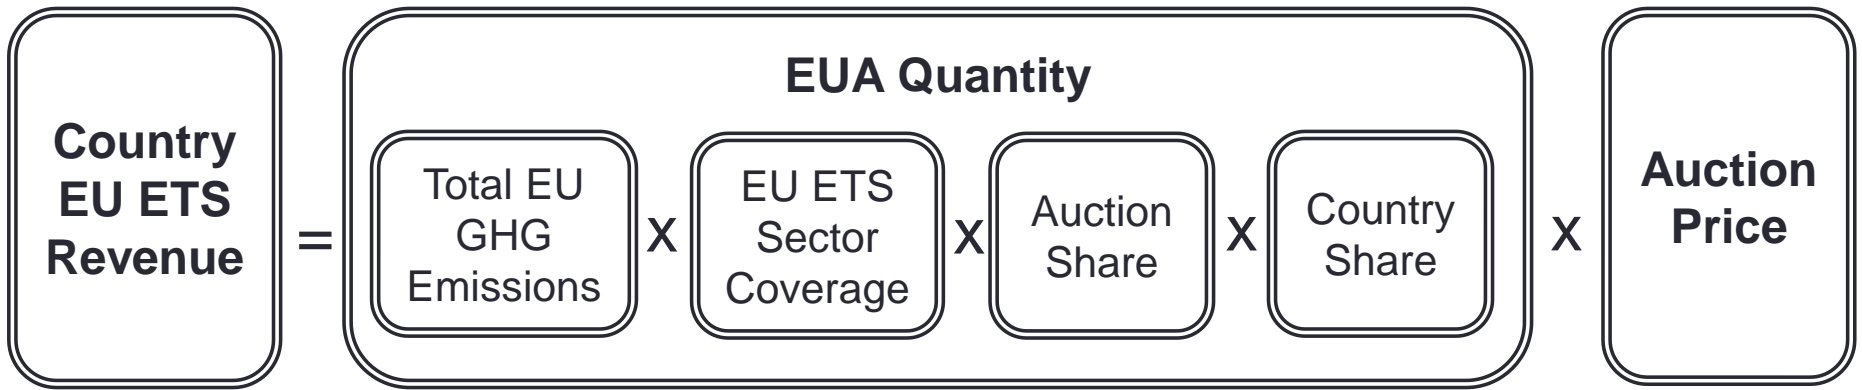 Country
EU ETS
Revenue
=
EUA Quantity
Total EU
GHG
Emissions
x
EU ETS
Sector
Coverage
x
Auction
Share
x
Country
Share
x
Auction
Price